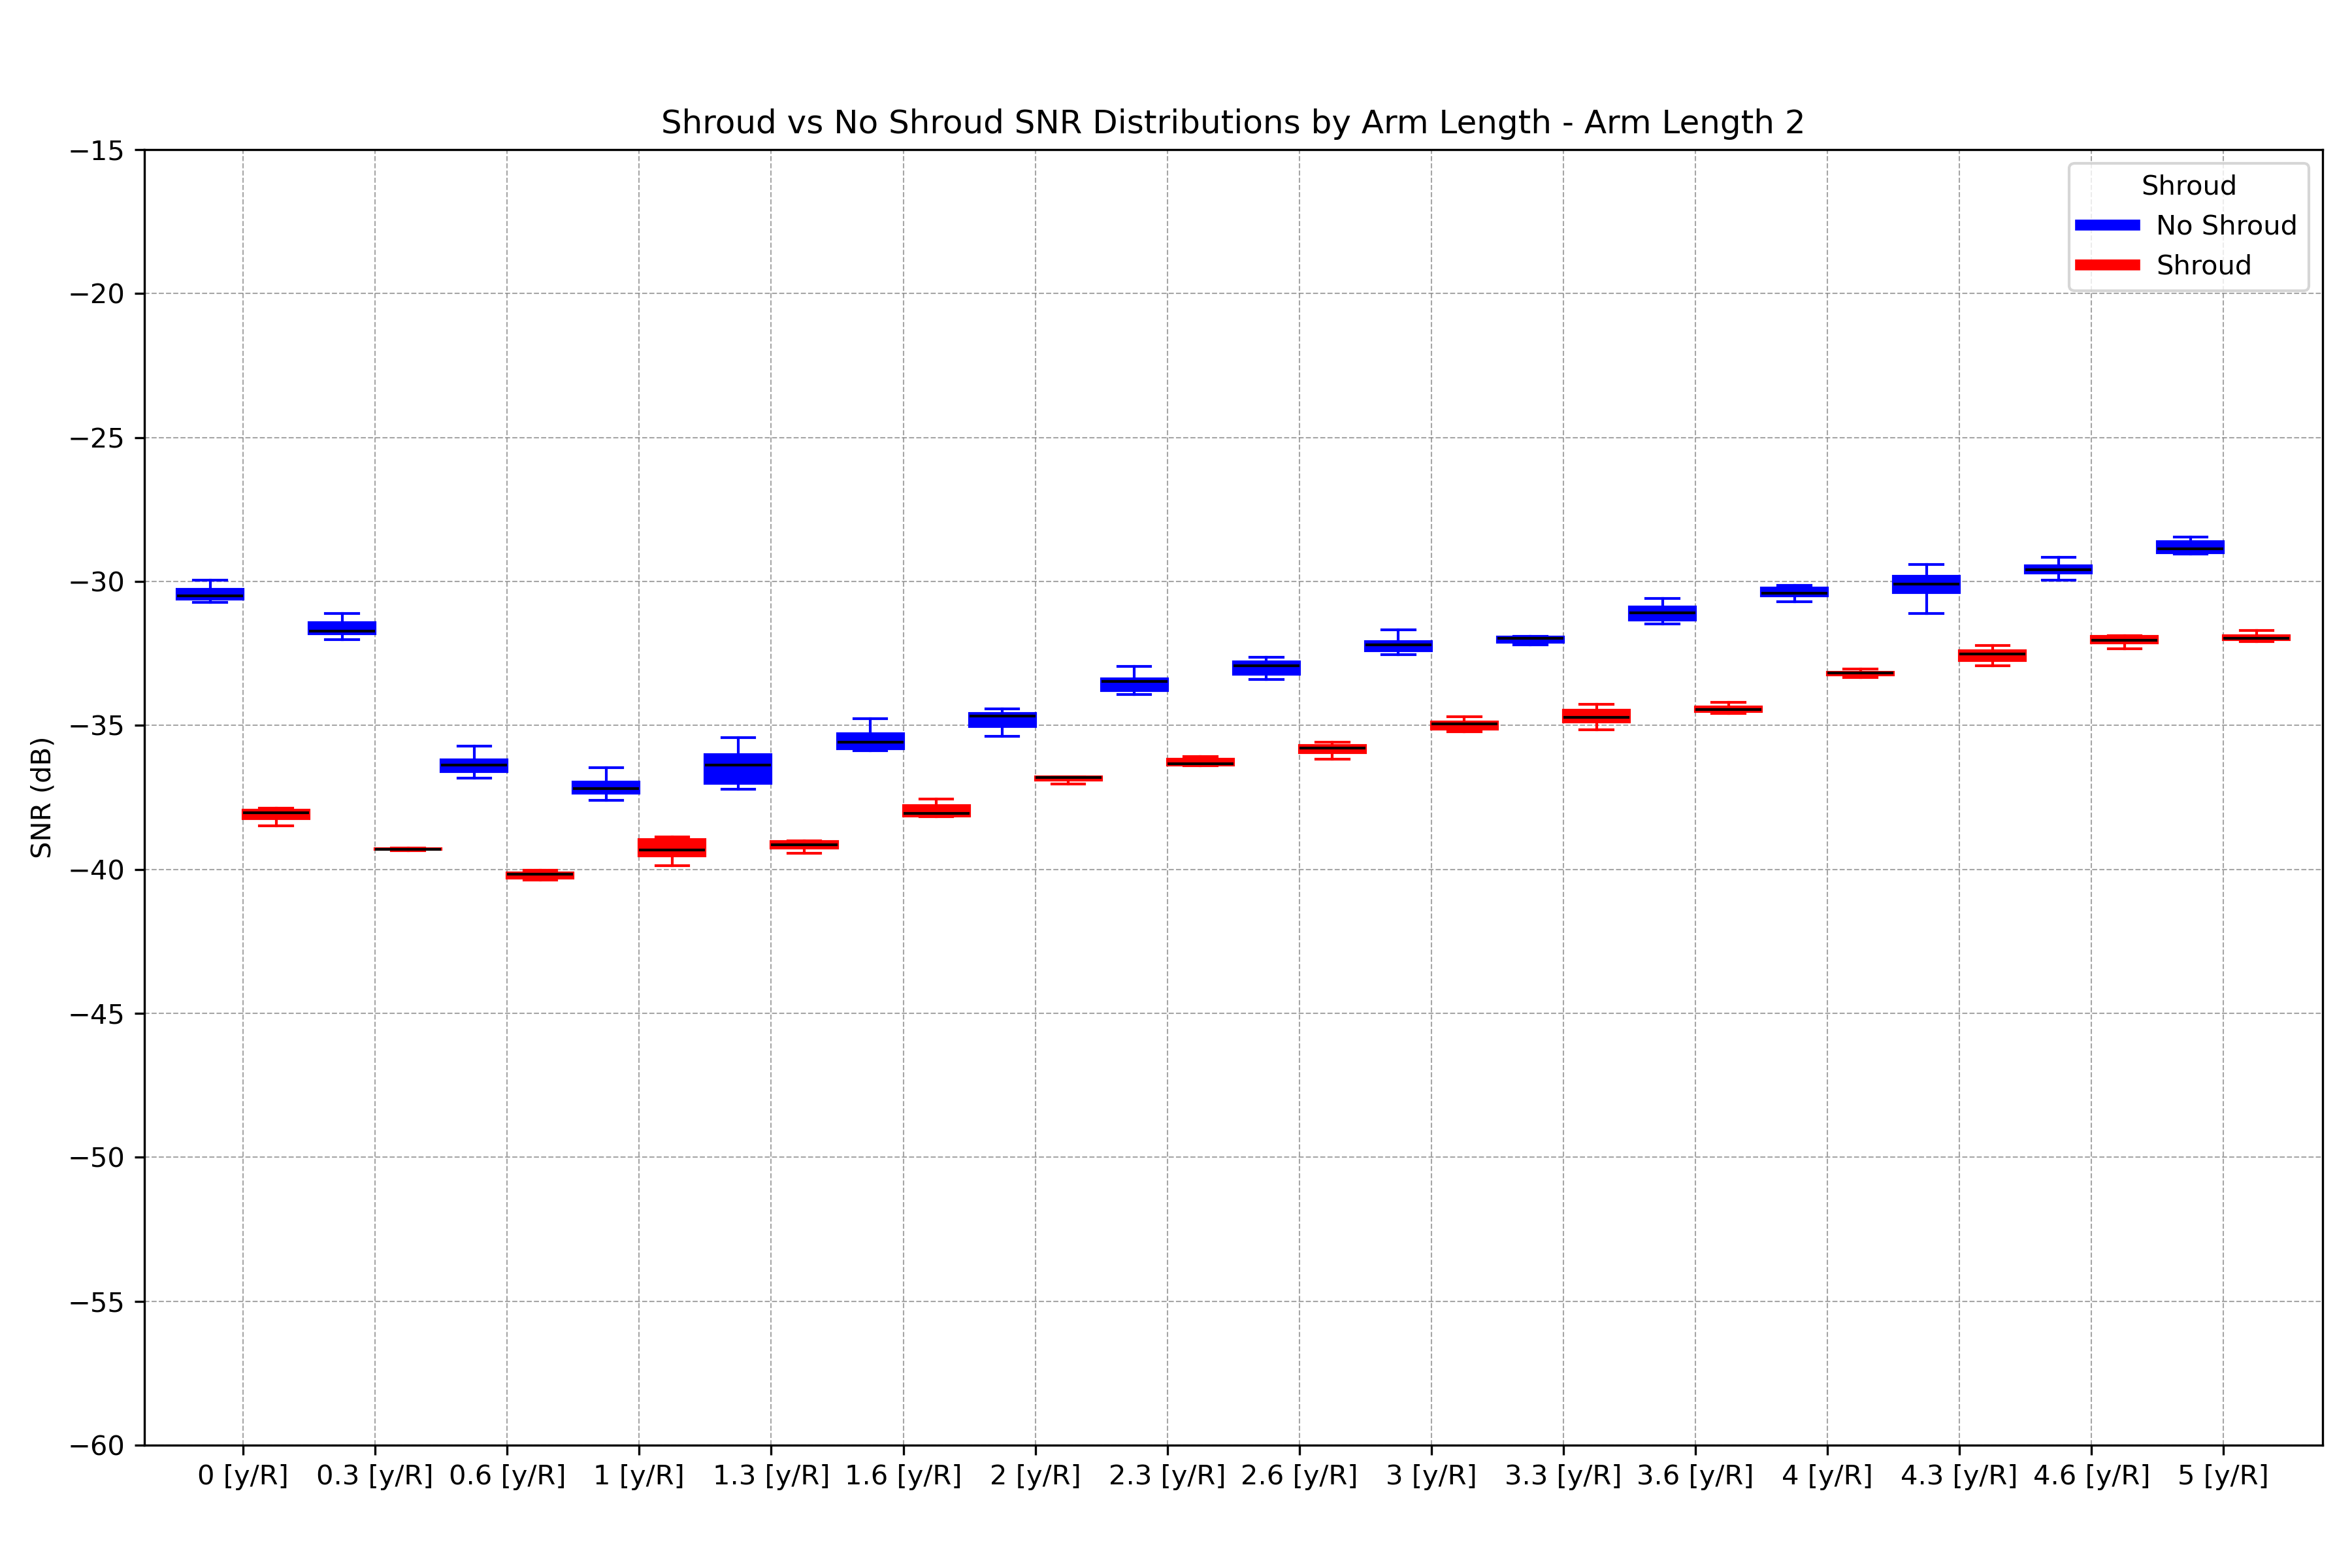 Shroud vs No Shroud SNR Distributions by Arm Length - Arm Length 2
Shroud
No Shroud
Shroud
SNR (dB)
−15
−20
−25
−30
−35
−40
−45
−50
−55
−60
0 [y/R] 0.3 [y/R] 0.6 [y/R] 1 [y/R] 1.3 [y/R] 1.6 [y/R] 2 [y/R] 2.3 [y/R] 2.6 [y/R] 3 [y/R] 3.3 [y/R] 3.6 [y/R] 4 [y/R] 4.3 [y/R] 4.6 [y/R] 5 [y/R]